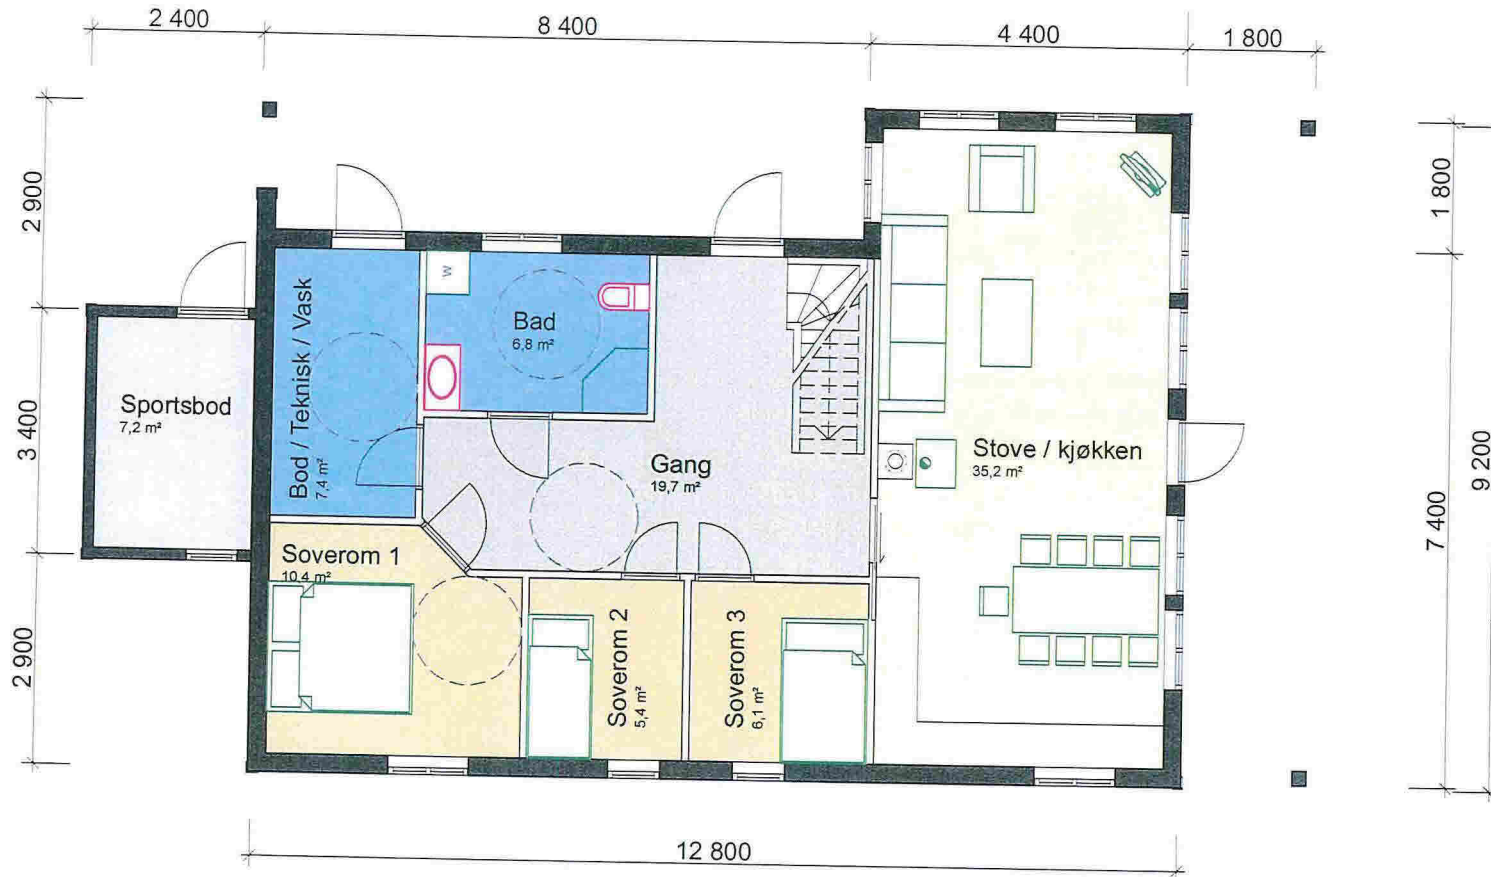 2 400
8 400
4 400
1 800
2 900
3 400
2 900
1 800
7 400
9 200
12 800
Sportsbod
7,2 m²
Bod / Teknisk / Vask
7,4 m²
W
Bad
6,8 m²
Gang
19,7 m²
Stove / kjøkken
35,2 m²
Soverom 1
10,4 m²
Soverom 2
5,4 m²
Soverom 3
6,1 m²